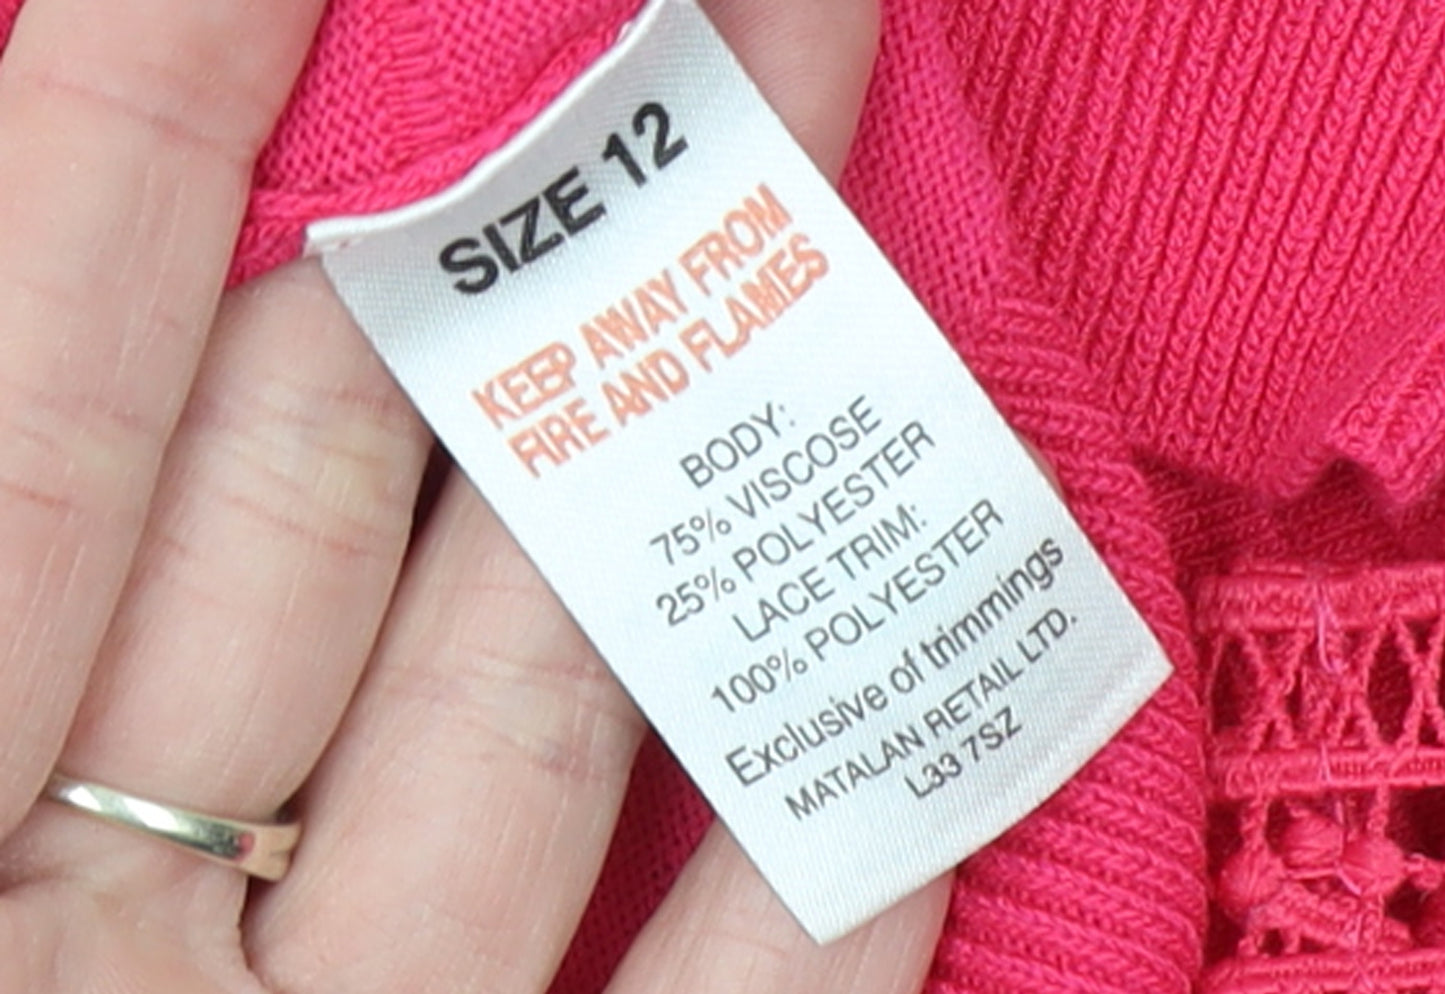 SIZE 12
KEEP AWAY FROM
FIRE AND FLAMES
BODY:
75% VISCOSE
25% POLYESTER
LACE TRIM:
100% POLYESTER
Exclusive of trimmings
MATALAN RETAIL LTD.
L33 7SZ